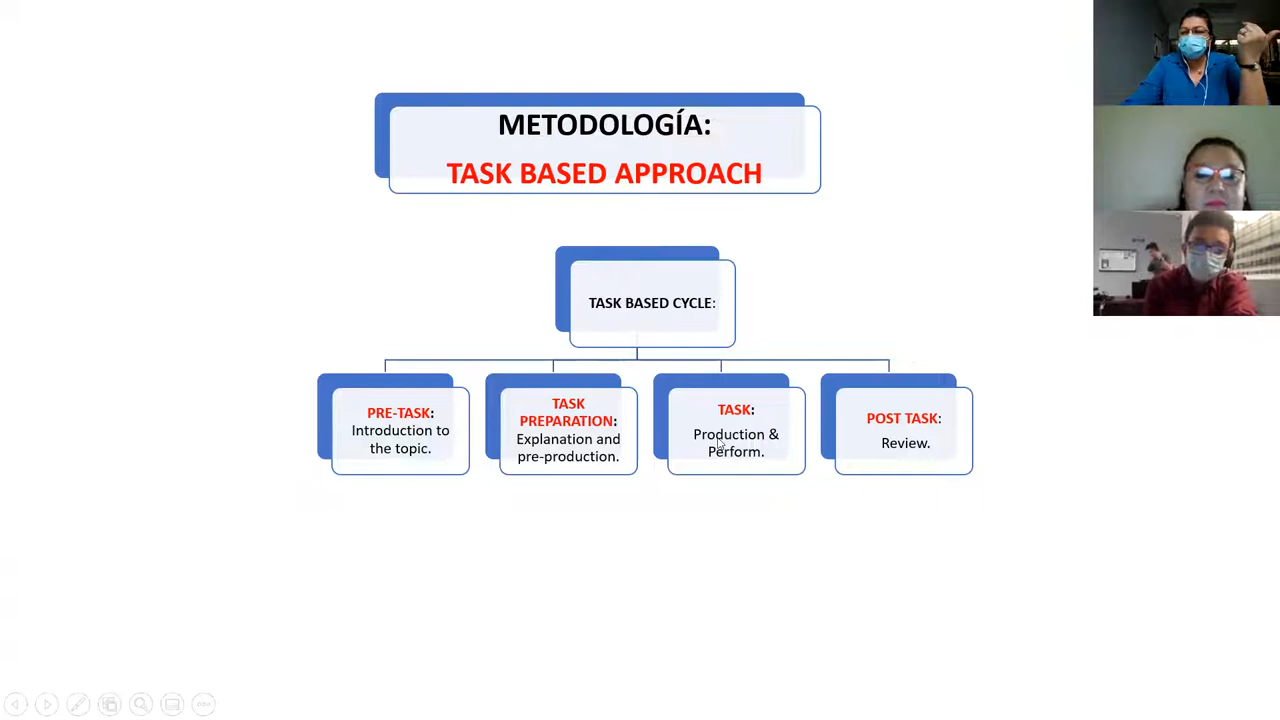 METODOLOGÍA:
TASK BASED APPROACH
TASK BASED CYCLE:
PRE-TASK:
Introduction to
the topic.
TASK
PREPARATION:
Explanation and
pre-production.
TASK:
Production &
Perform.
POST TASK:
Review.